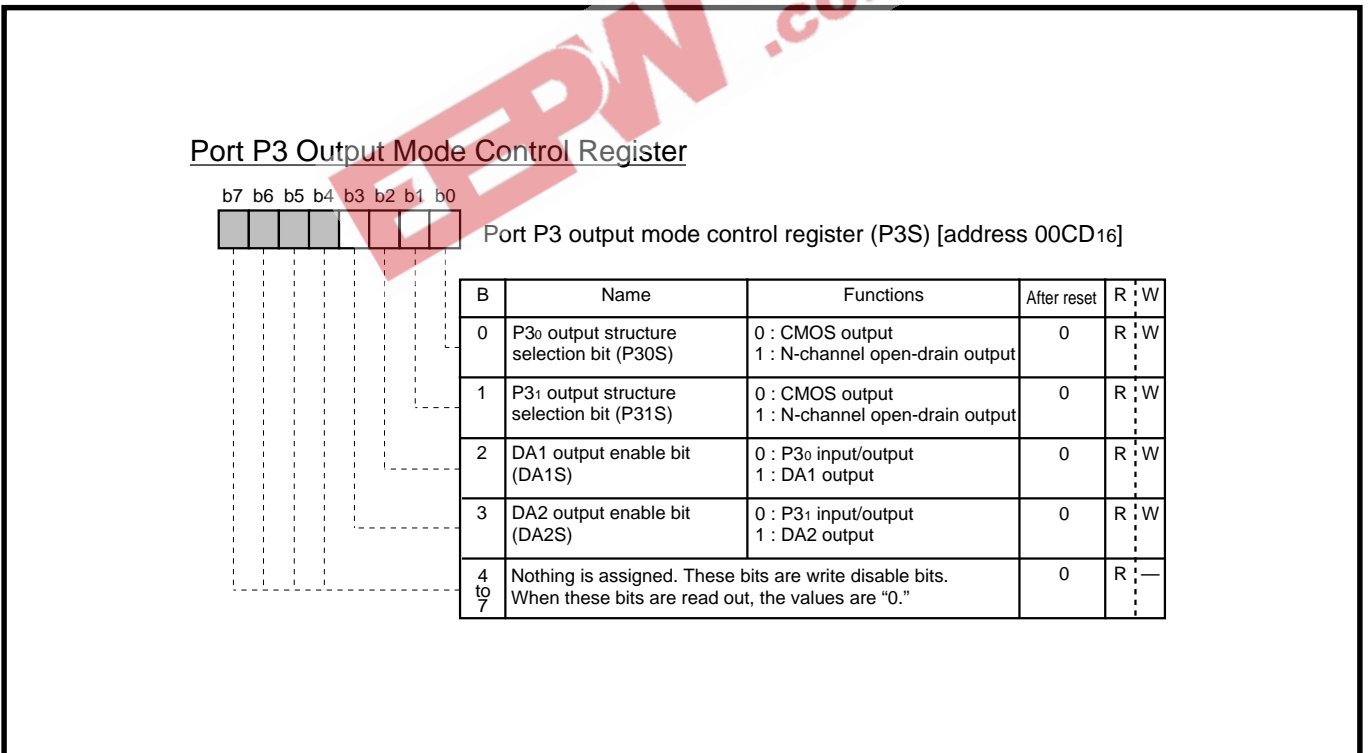 EEPW .com
Port P3 Output Mode Control Register
b7 b6 b5 b4 b3 b2 b1 b0
Port P3 output mode control register (P3S) [address 00CD16]
B Name Functions After reset R W
0 P30 output structure selection bit (P30S) 0 : CMOS output 1 : N-channel open-drain output 0 R W
1 P31 output structure selection bit (P31S) 0 : CMOS output 1 : N-channel open-drain output 0 R W
2 DA1 output enable bit (DA1S) 0 : P30 input/output 1 : DA1 output 0 R W
3 DA2 output enable bit (DA2S) 0 : P31 input/output 1 : DA2 output 0 R W
4 to 7 Nothing is assigned. These bits are write disable bits. When these bits are read out, the values are “0.” 0 R —